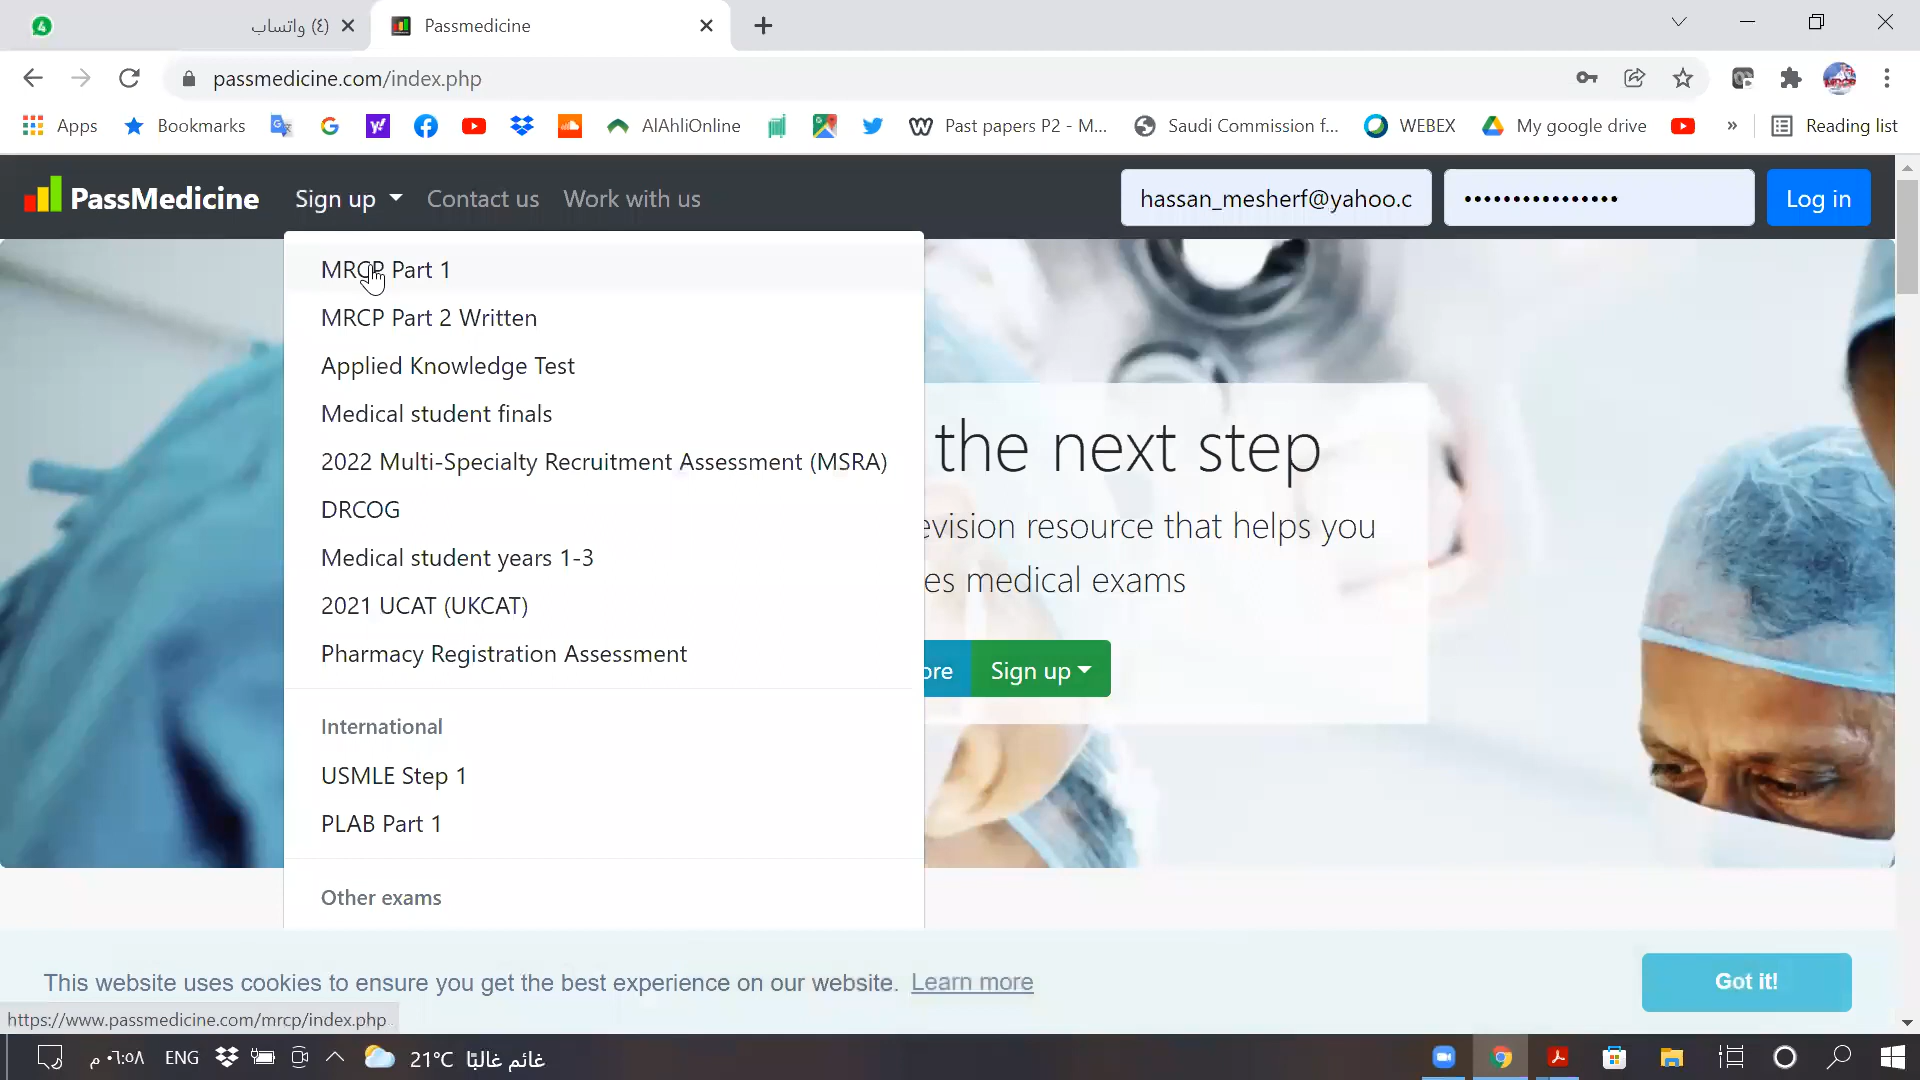 (٤) واتساب
Passmedicine
passmedicine.com/index.php
Apps
Bookmarks
AlAhliOnline
Past papers P2 - M...
Saudi Commission f...
WEBEX
My google drive
»
Reading list
PassMedicine
Sign up
Contact us
Work with us
hassan_mesherf@yahoo.c
••••••••••••••••
Log in
MRCP Part 1
MRCP Part 2 Written
Applied Knowledge Test
Medical student finals
2022 Multi-Specialty Recruitment Assessment (MSRA)
DRCOG
Medical student years 1-3
2021 UCAT (UKCAT)
Pharmacy Registration Assessment
International
USMLE Step 1
PLAB Part 1
Other exams
the next step
evision resource that helps you
es medical exams
ore
Sign up
This website uses cookies to ensure you get the best experience on our website. Learn more
Got it!
https://www.passmedicine.com/mrcp/index.php
٠٦:٥٨ م
ENG
21°C غائم غالبًا